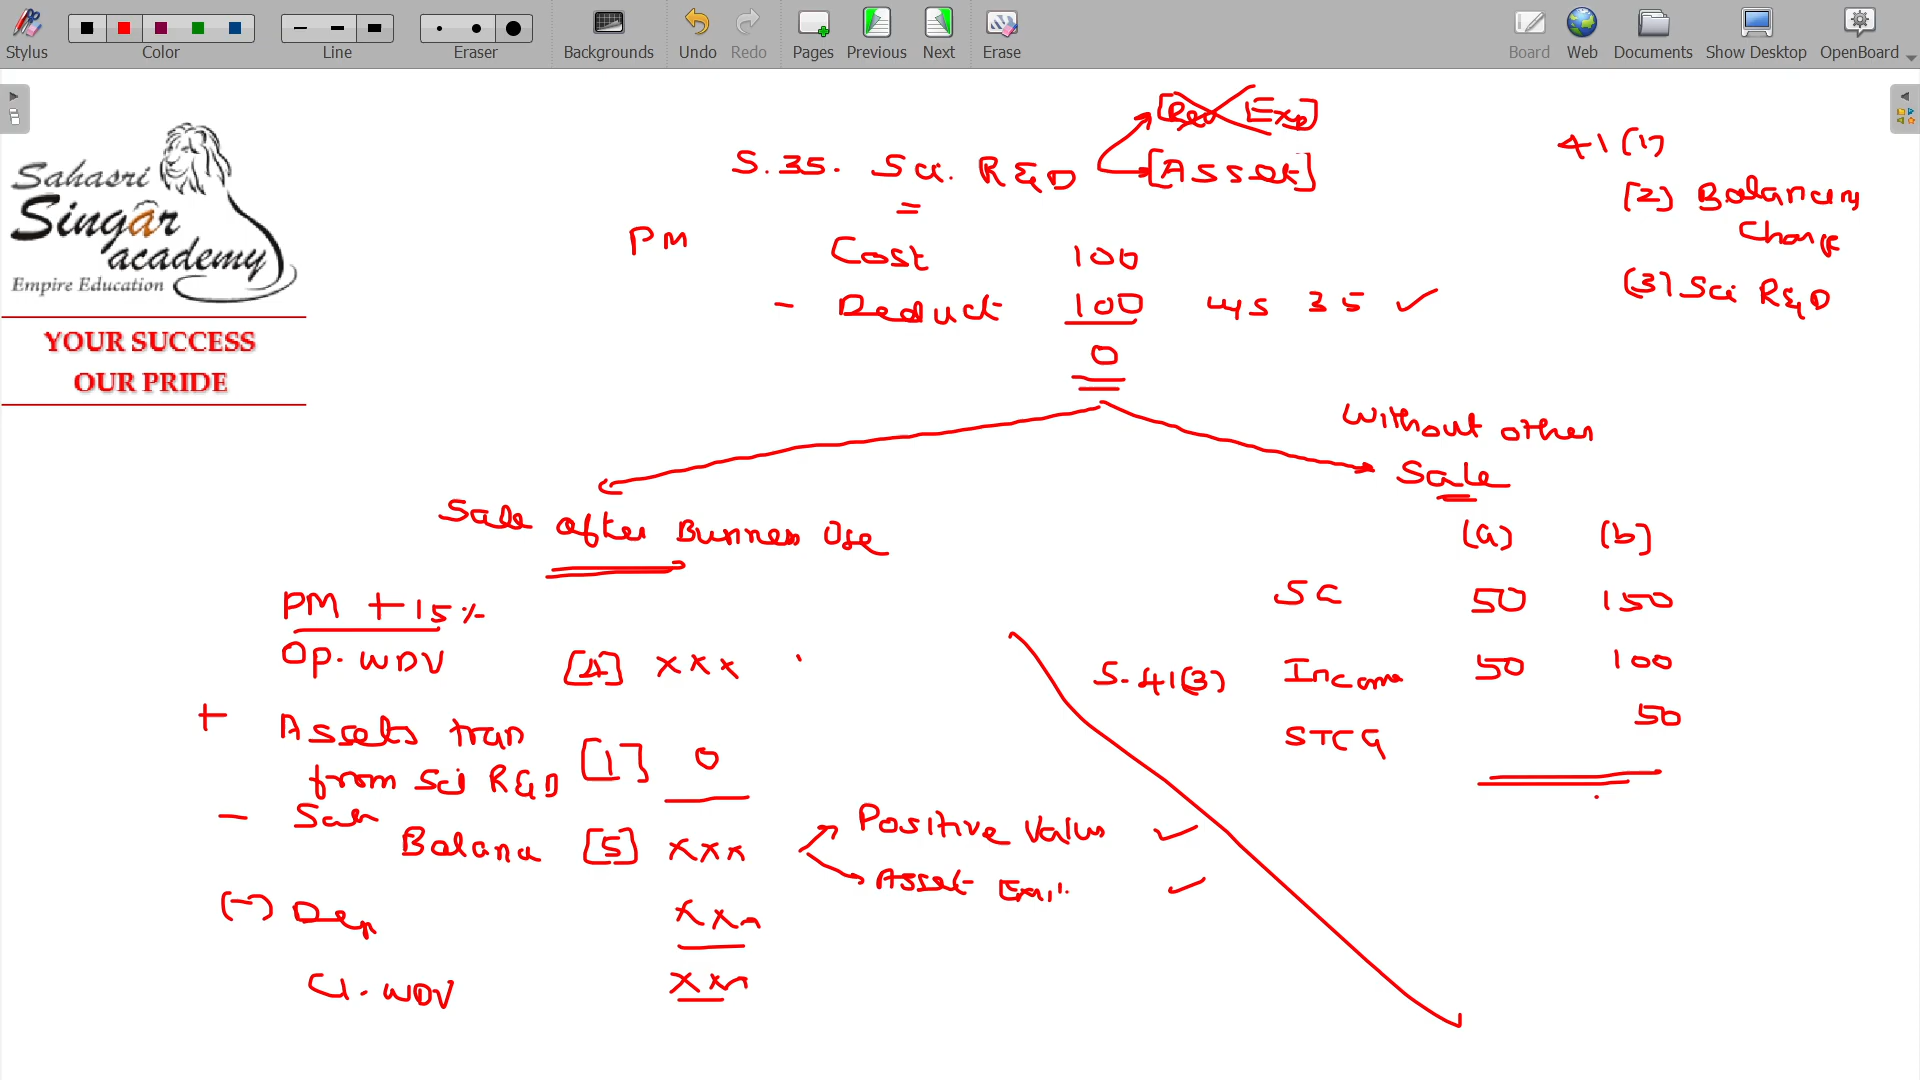 Stylus Color Line Eraser Backgrounds Undo Redo Pages Previous Next Erase Board Web Documents Show Desktop OpenBoard
Sahasri
Singar
academy
Empire Education
YOUR SUCCESS
OUR PRIDE
[Rev Exp]
S.35. Sci. R&D [Asset]
PM
Cost 100
- Deduct 100 u/s 35 ✓
0
41(1)
(2) Balancing
Charge
(3) Sci R&D
Sale after Business Use
Without other
Sale
(a) (b)
SC 50 150
S. 41(3) Income 50 100
STCG 50
PM + 15%
Op. WDV [4] xxx
+ Assets tran
from Sci R&D [1] 0
- Sale
Balance [5] xxx
Positive Value ✓
Asset Exi ✓
(-) Dep xxx
Cl. WDV xxx